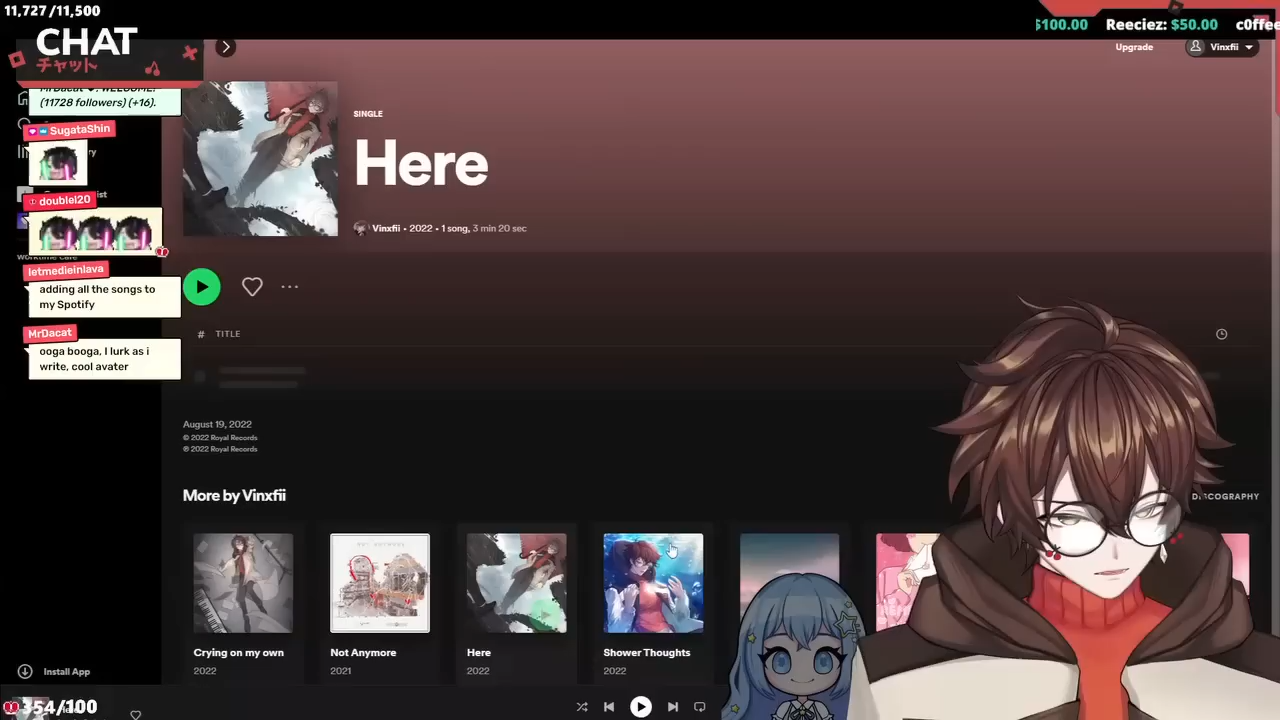 11,727/11,500
$100.00 Reeciez: $50.00 c0ffee
CHAT
チャット
Upgrade
Vinxfii
MrDacat
WELCOME!
(11728 followers) (+16).
SINGLE
SugataShin
Here
doublel20
Vinxfii • 2022 • 1 song, 3 min 20 sec
letmedieinlava
adding all the songs to
my Spotify
# TITLE
MrDacat
ooga booga, I lurk as i
write, cool avater
August 19, 2022
© 2022 Royal Records
℗ 2022 Royal Records
More by Vinxfii
DISCOGRAPHY
Crying on my own
2022
Not Anymore
2021
Here
2022
Shower Thoughts
2022
Install App
354/100